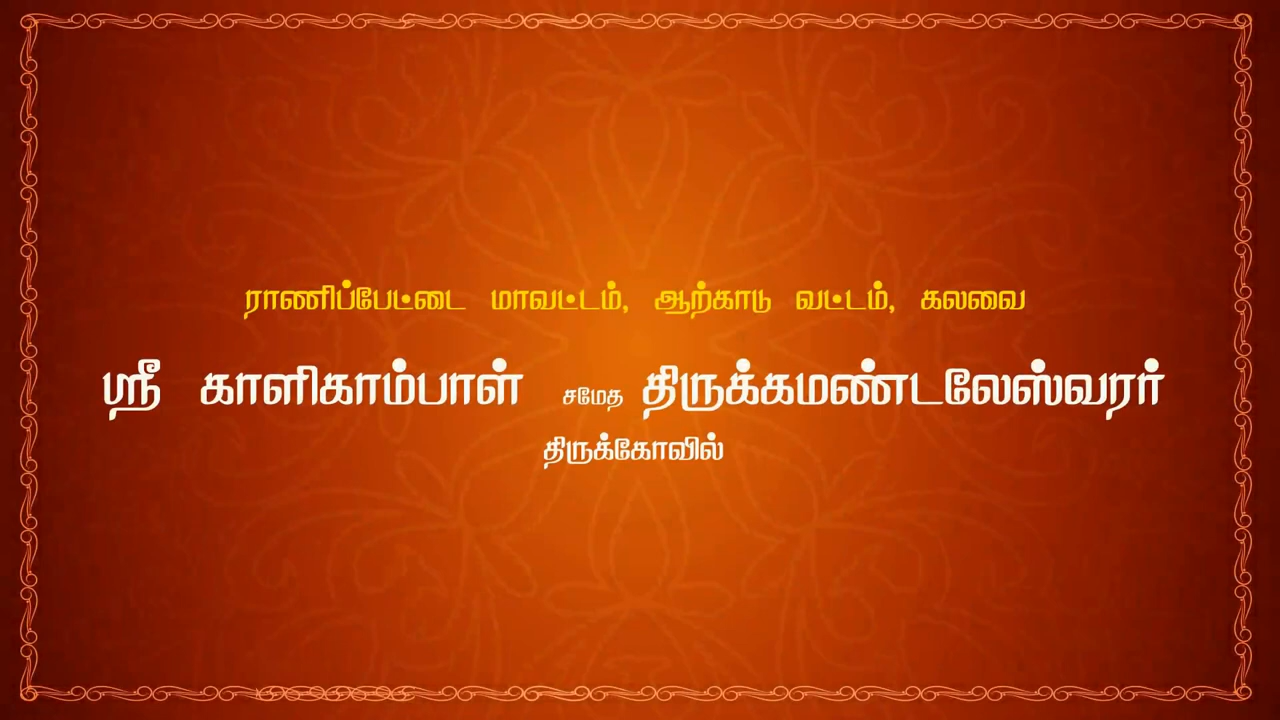 ராணிப்பேட்டை மாவட்டம், ஆற்காடு வட்டம், கலவை
ஸ்ரீ காளிகாம்பாள் சமேத திருக்கமண்டலேஸ்வரர்
திருக்கோவில்